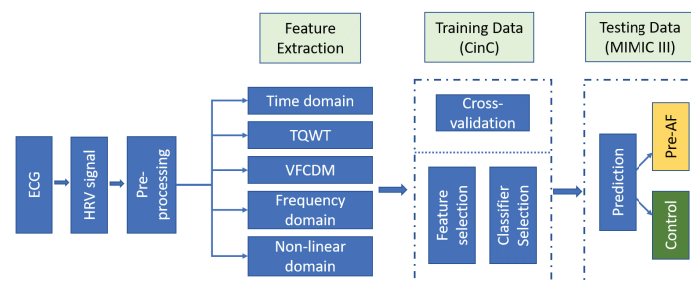 Feature
Extraction
Training Data
(CinC)
Testing Data
(MIMIC III)
ECG
HRV signal
Pre-
processing
Time domain
TQWT
VFCDM
Frequency
domain
Non-linear
domain
Cross-
validation
Feature
selection
Classifier
Selection
Prediction
Pre-AF
Control